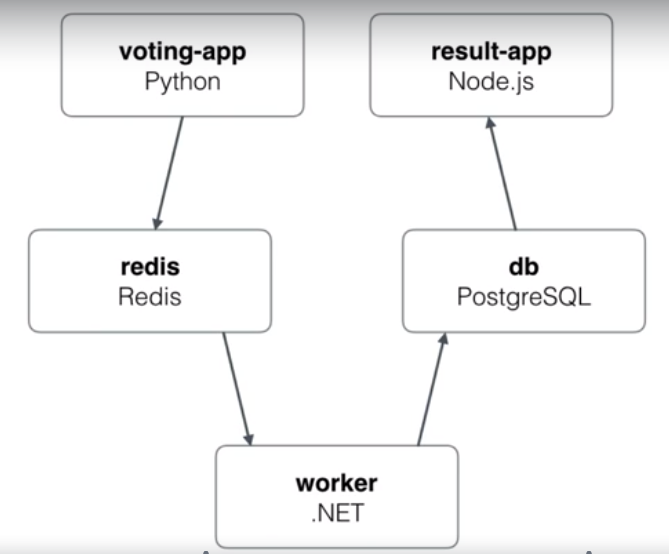 voting-app
Python
result-app
Node.js
redis
Redis
db
PostgreSQL
worker
.NET